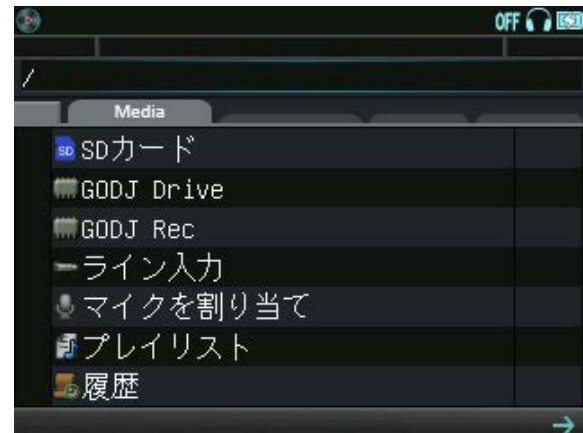 OFF
/
Media
SDカード
GODJ Drive
GODJ Rec
ライン入力
マイクを割り当て
プレイリスト
履歴